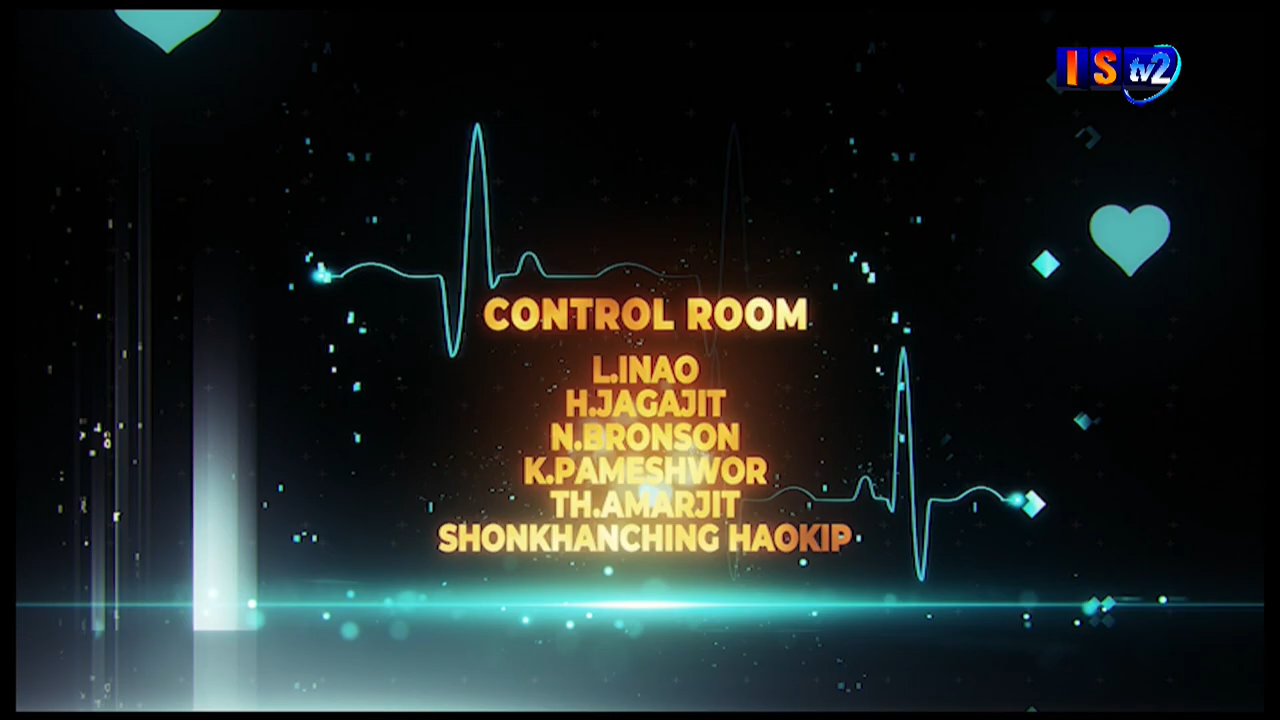 IS tv2
CONTROL ROOM
L.INAO
H.JAGAJIT
N.BRONSON
K.PAMESHWOR
TH.AMARJIT
SHONKHANCHING HAOKIP